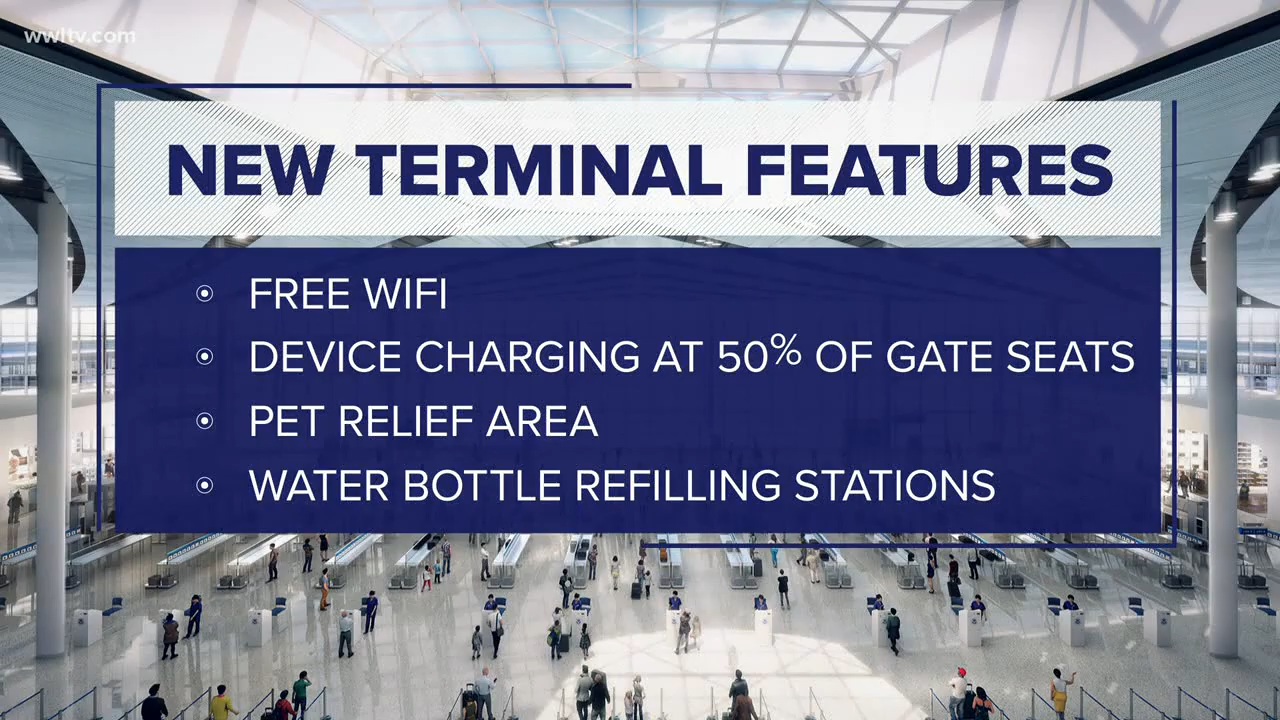 wwltv.com
NEW TERMINAL FEATURES
FREE WIFI
DEVICE CHARGING AT 50% OF GATE SEATS
PET RELIEF AREA
WATER BOTTLE REFILLING STATIONS